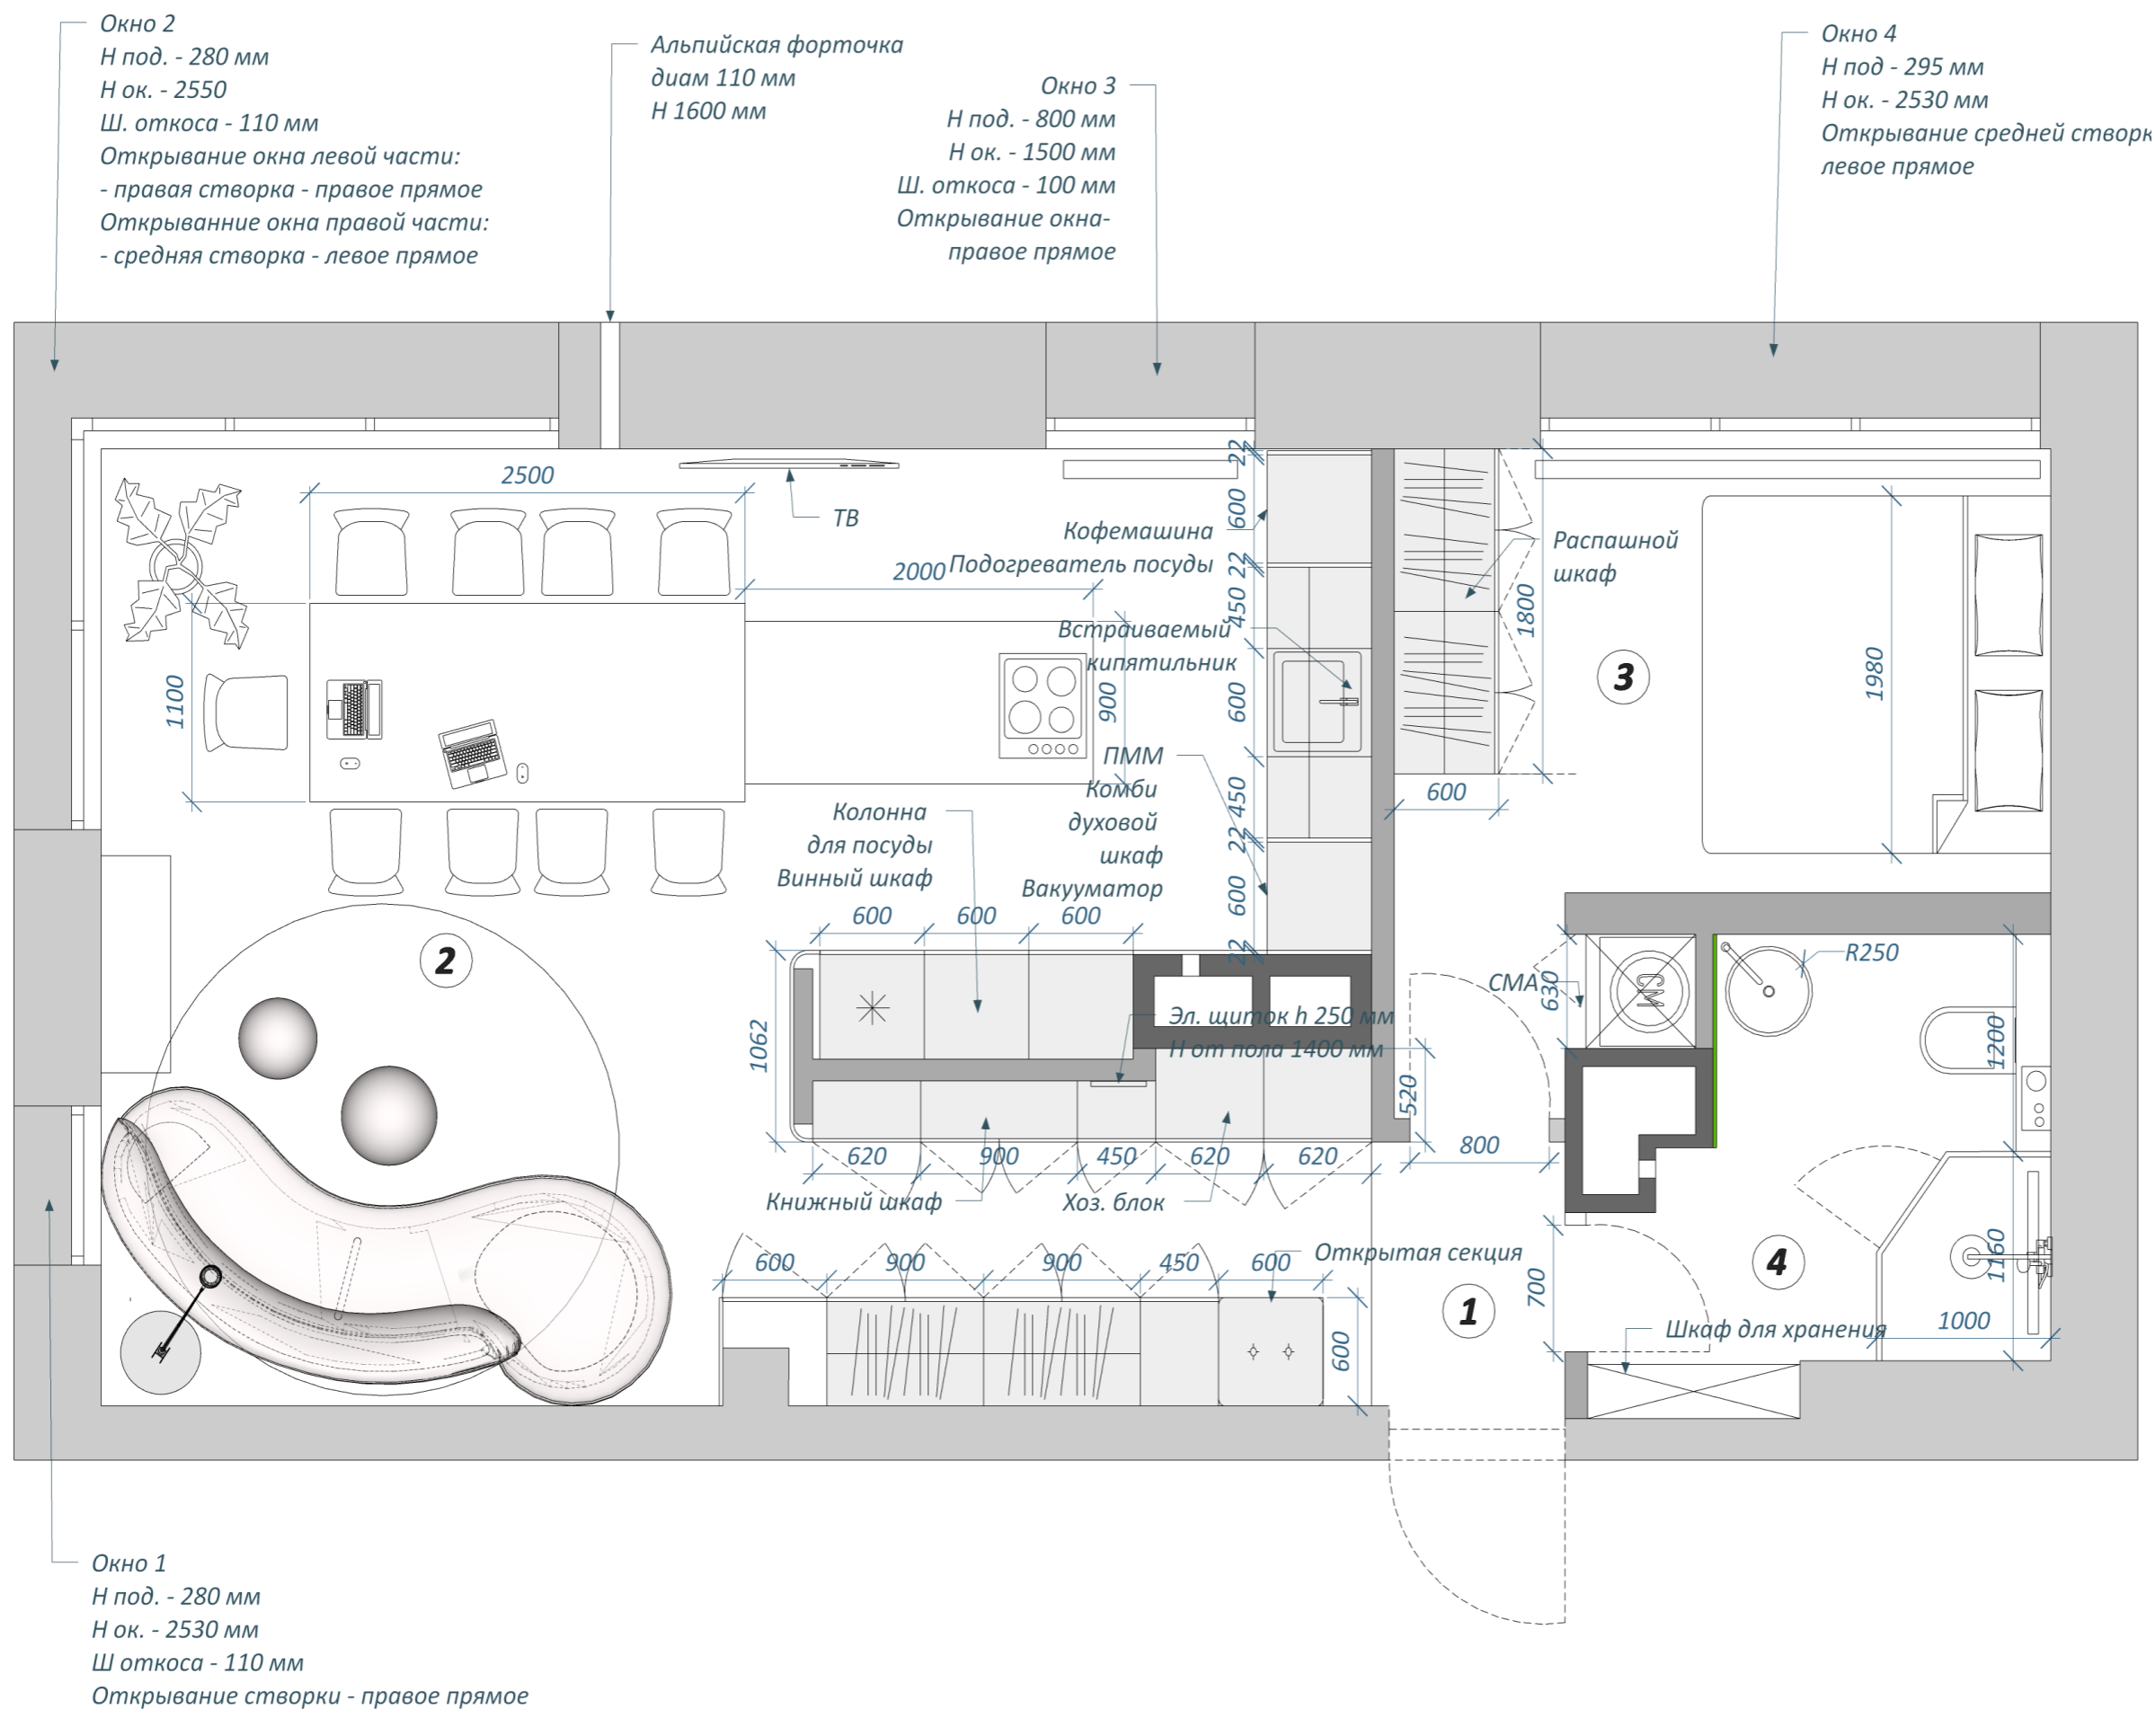 Окно 2
Н под. - 280 мм
Н ок. - 2550
Ш. откоса - 110 мм
Открывание окна левой части:
- правая створка - правое прямое
Открыванние окна правой части:
- средняя створка - левое прямое
Альпийская форточка
диам 110 мм
Н 1600 мм
Окно 3
Н под. - 800 мм
Н ок. - 1500 мм
Ш. откоса - 100 мм
Открывание окна-
правое прямое
Окно 4
Н под - 295 мм
Н ок. - 2530 мм
Открывание средней створк
левое прямое
2500
ТВ
2000
1100
900
Кофемашина
Подогреватель посуды
Встраиваемый
кипятильник
ПММ
Комби
духовой
шкаф
Вакууматор
Колонна
для посуды
Винный шкаф
22
600
22
450
600
450
22
600
22
Распашной
шкаф
1800
600
3
1980
600
600
600
2
1062
Эл. щиток h 250 мм
Н от пола 1400 мм
520
СМА
630
СМ
R250
1200
620
900
450
620
620
800
Книжный шкаф
Хоз. блок
600
900
900
450
600
Открытая секция
600
1
700
4
1160
1000
Шкаф для хранения
Окно 1
Н под. - 280 мм
Н ок. - 2530 мм
Ш откоса - 110 мм
Открывание створки - правое прямое